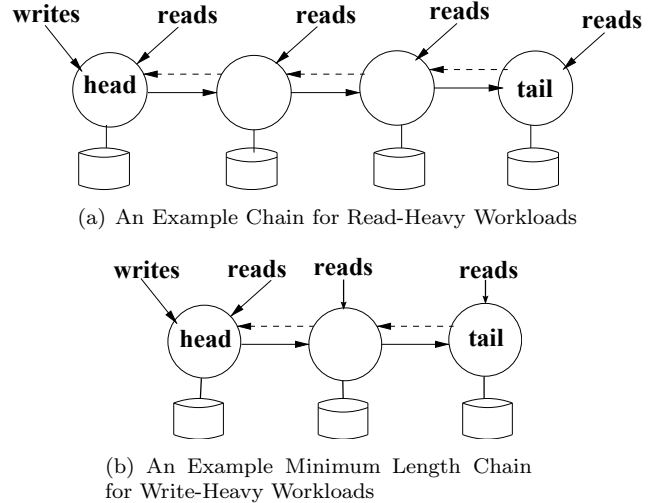 writes reads reads reads reads
head tail
(a) An Example Chain for Read-Heavy Workloads
writes reads reads reads
head tail
(b) An Example Minimum Length Chain
for Write-Heavy Workloads